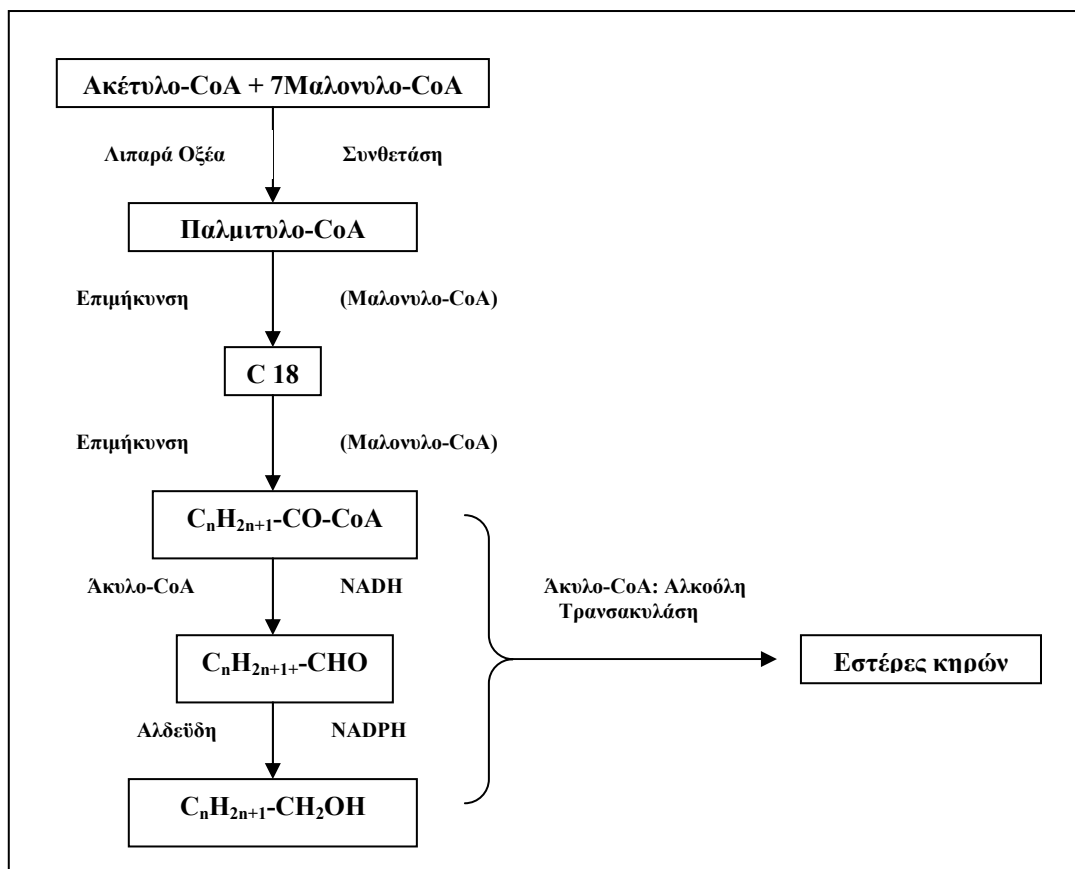 Ακέτυλο-CoA + 7Μαλονυλο-CoA
Λιπαρά Οξέα Συνθετάση
Παλμιτυλο-CoA
Επιμήκυνση (Μαλονυλο-CoA)
C 18
Επιμήκυνση (Μαλονυλο-CoA)
CnH2n+1-CO-CoA
Άκυλο-CoA NADH
Άκυλο-CoA: Αλκοόλη
Τρανσακυλάση
CnH2n+1+-CHO
Εστέρες κηρών
Αλδεϋδη NADPH
CnH2n+1-CH2OH